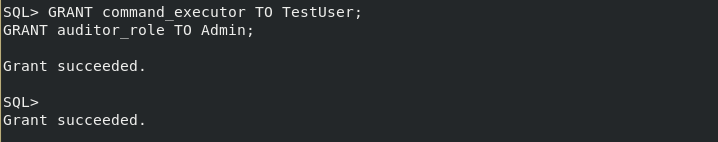 SQL> GRANT command_executor TO TestUser;
GRANT auditor_role TO Admin;
Grant succeeded.
SQL>
Grant succeeded.